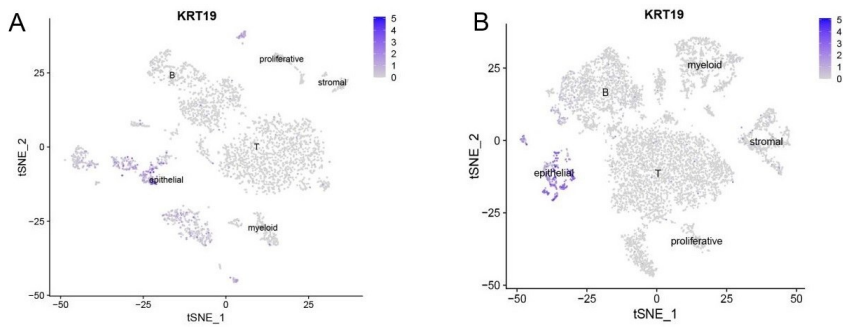 A
KRT19
5
4
3
2
1
0
proliferative
stromal
B
T
epithelial
myeloid
25
0
−25
−50
tSNE_2
−50
−25
0
25
tSNE_1
B
KRT19
5
4
3
2
1
0
myeloid
B
stromal
T
epithelial
proliferative
25
0
−25
−50
tSNE_2
−50
−25
0
25
50
tSNE_1